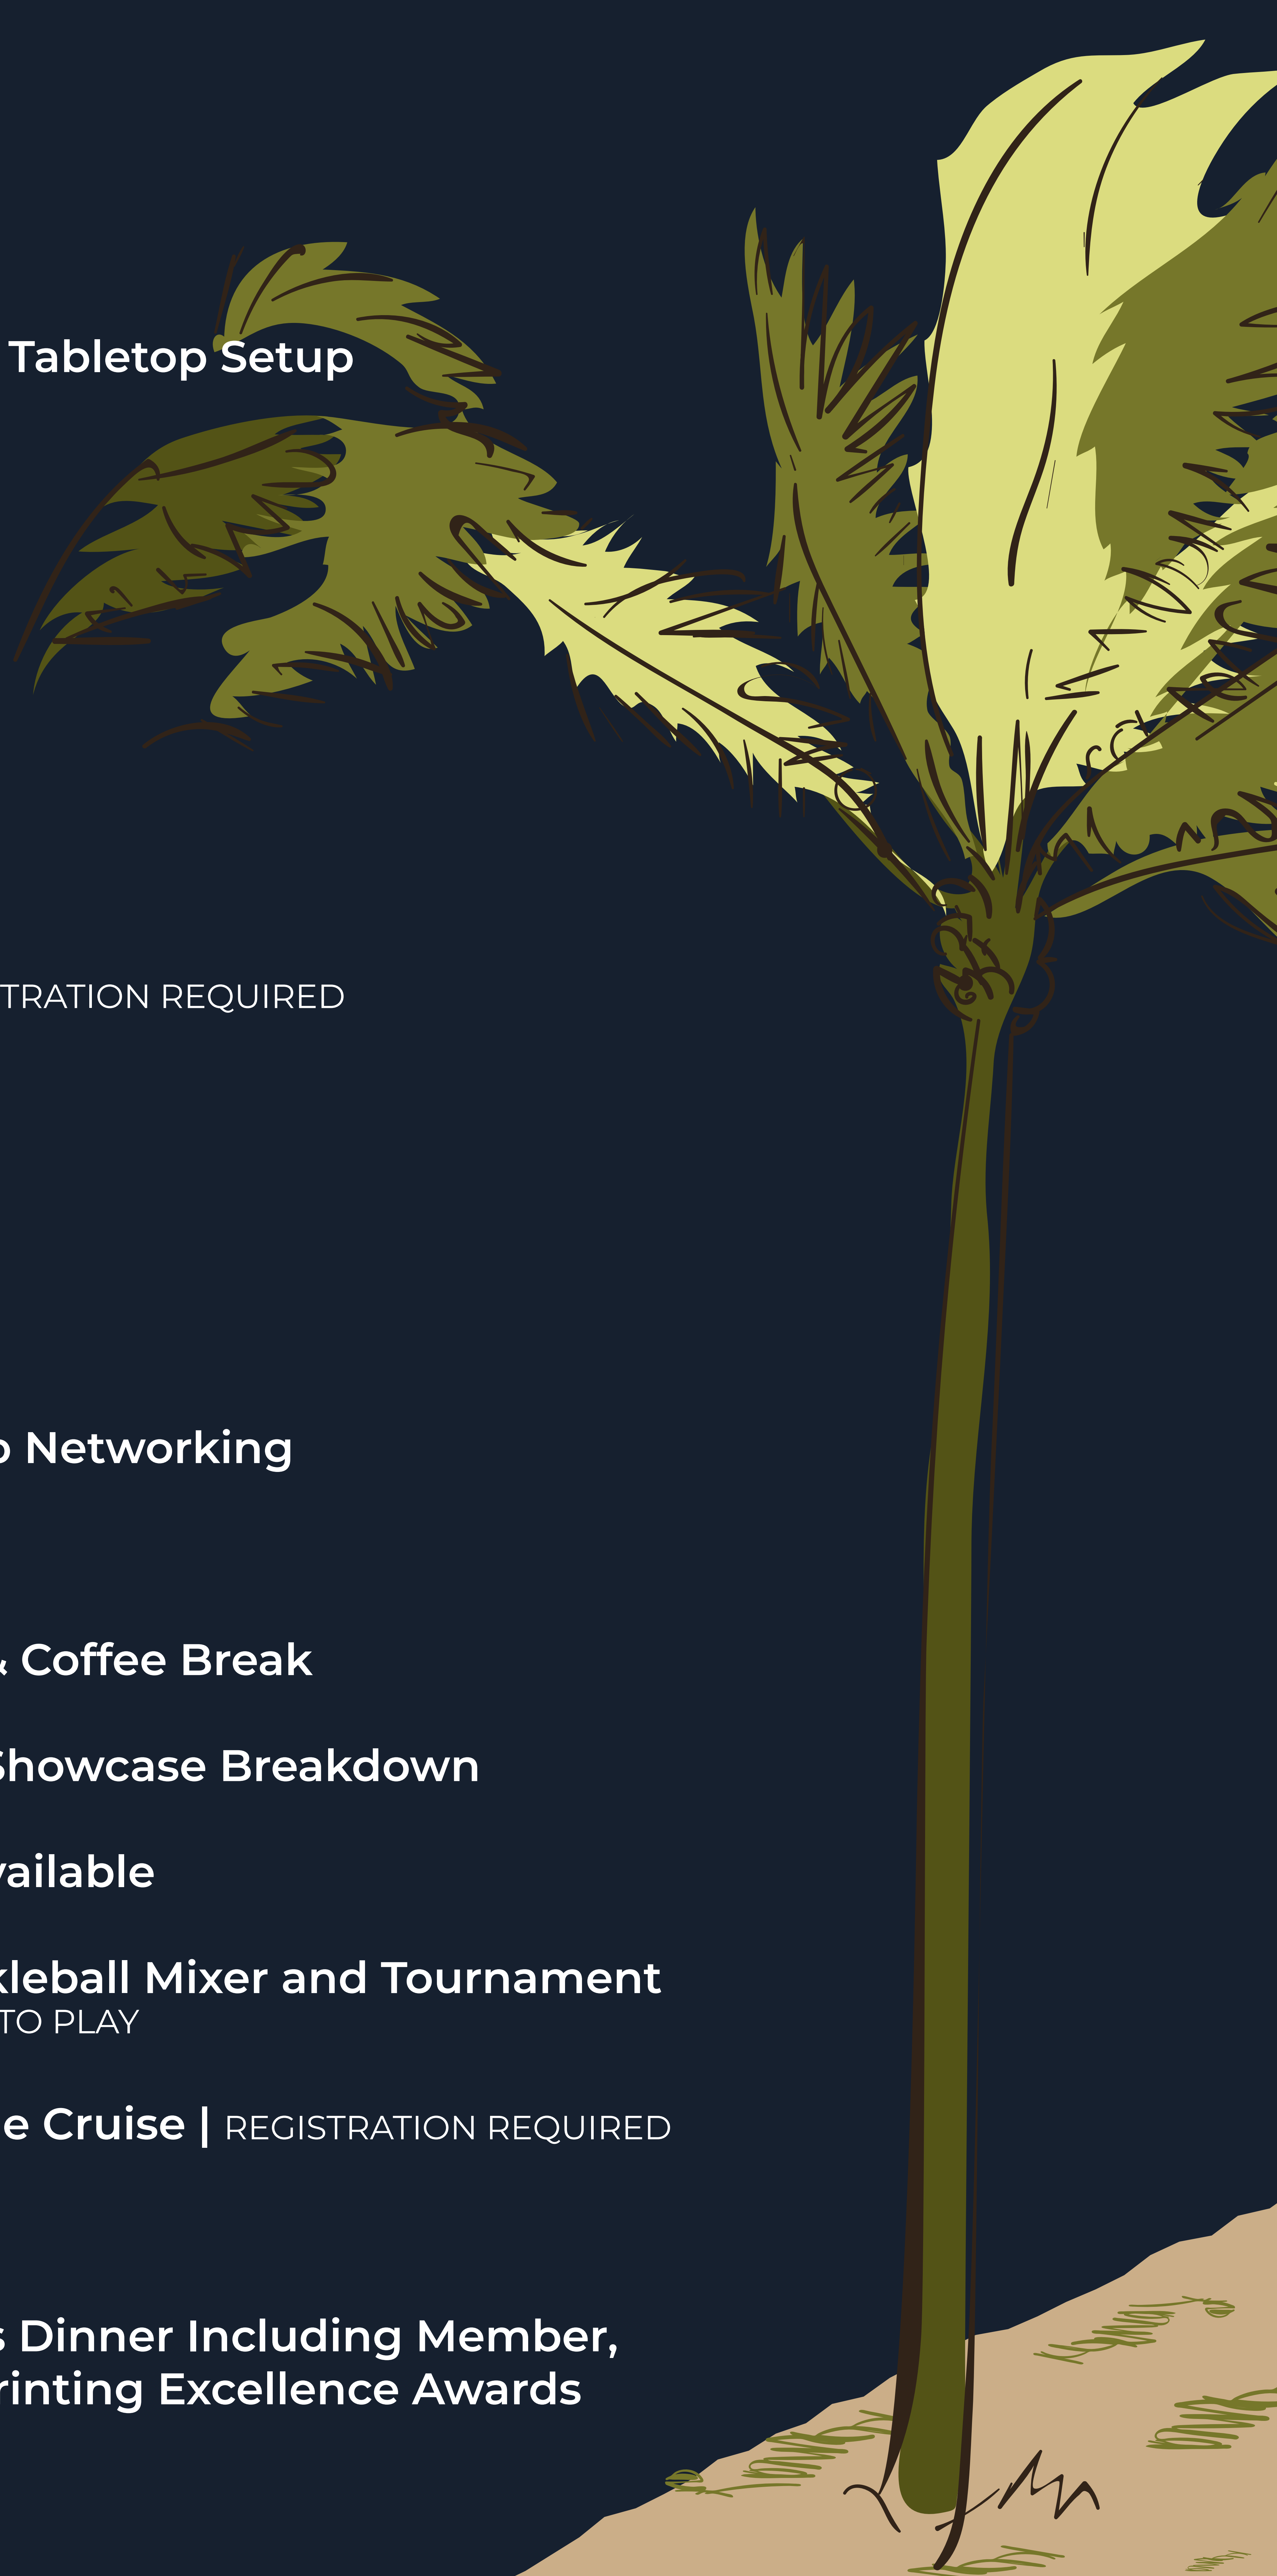 Tabletop Setup
TRATION REQUIRED
Networking
& Coffee Break
Showcase Breakdown
vailable
kleball Mixer and Tournament
TO PLAY
e Cruise | REGISTRATION REQUIRED
s Dinner Including Member,
rinting Excellence Awards